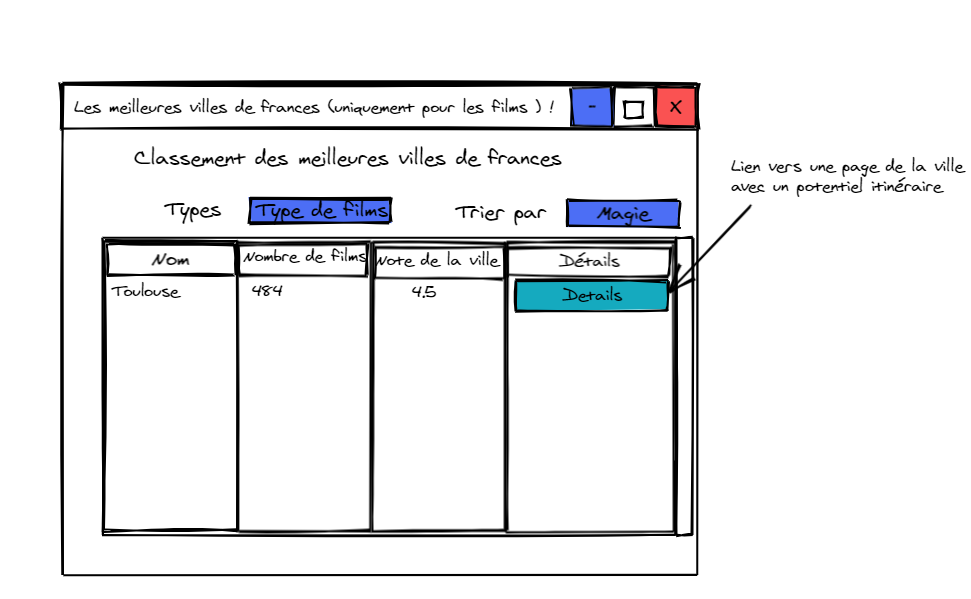 Les meilleures villes de frances (uniquement pour les films ) !
-
X
Classement des meilleures villes de frances
Lien vers une page de la ville
avec un potentiel itinéraire
Types
Type de films
Trier par
Magie
Nom
Nombre de films
Note de la ville
Détails
Toulouse
484
4.5
Details